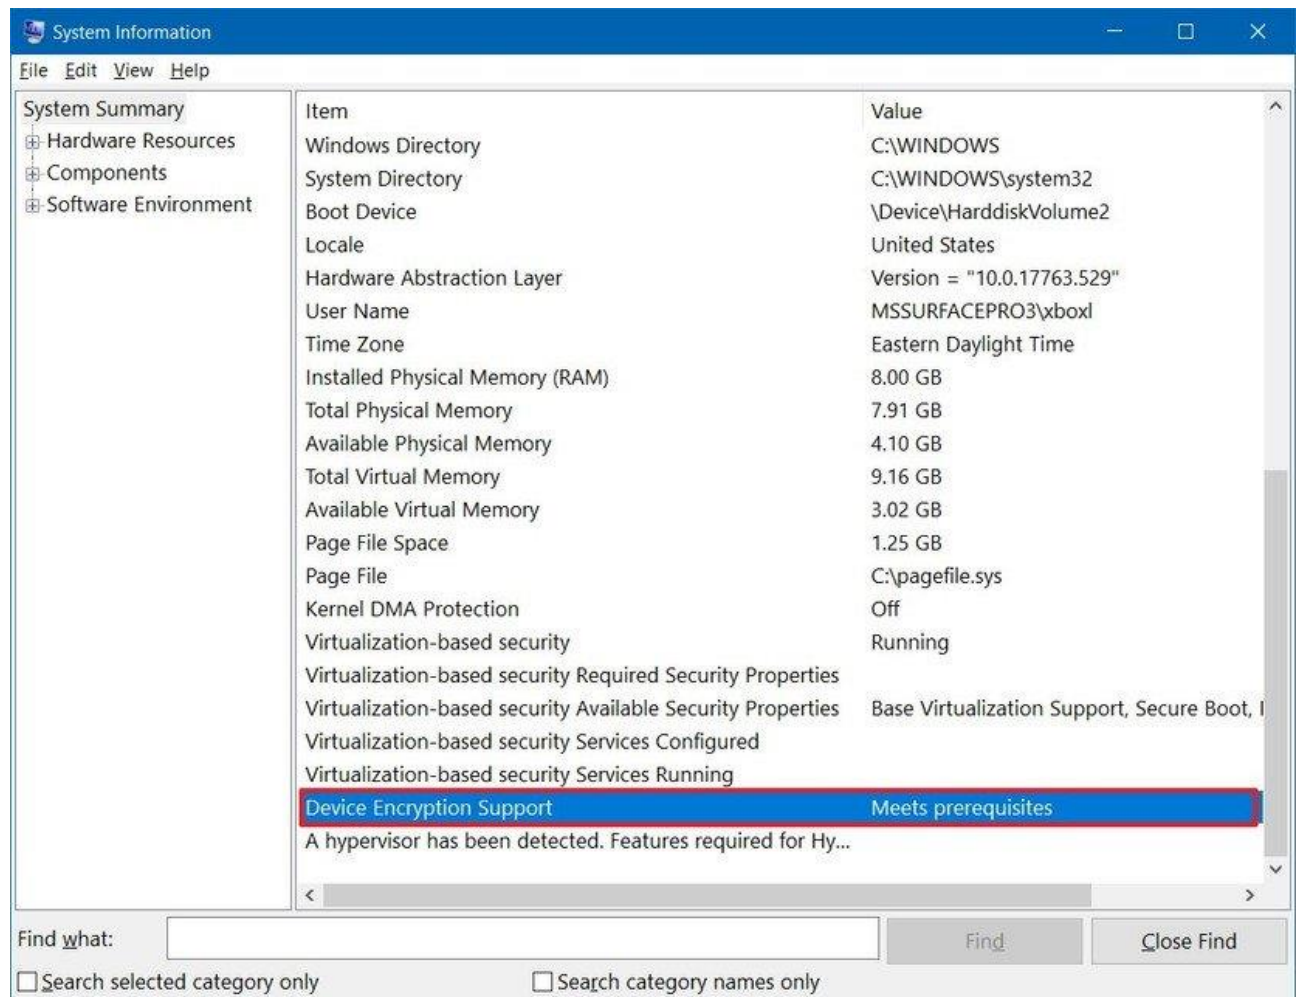 System Information
File Edit View Help
System Summary
Hardware Resources
Components
Software Environment
Item Value
Windows Directory C:\WINDOWS
System Directory C:\WINDOWS\system32
Boot Device \Device\HarddiskVolume2
Locale United States
Hardware Abstraction Layer Version = "10.0.17763.529"
User Name MSSURFACEPRO3\xboxl
Time Zone Eastern Daylight Time
Installed Physical Memory (RAM) 8.00 GB
Total Physical Memory 7.91 GB
Available Physical Memory 4.10 GB
Total Virtual Memory 9.16 GB
Available Virtual Memory 3.02 GB
Page File Space 1.25 GB
Page File C:\pagefile.sys
Kernel DMA Protection Off
Virtualization-based security Running
Virtualization-based security Required Security Properties
Virtualization-based security Available Security Properties Base Virtualization Support, Secure Boot,
Virtualization-based security Services Configured
Virtualization-based security Services Running
Device Encryption Support Meets prerequisites
A hypervisor has been detected. Features required for Hy...
Find what: Find Close Find
Search selected category only Search category names only